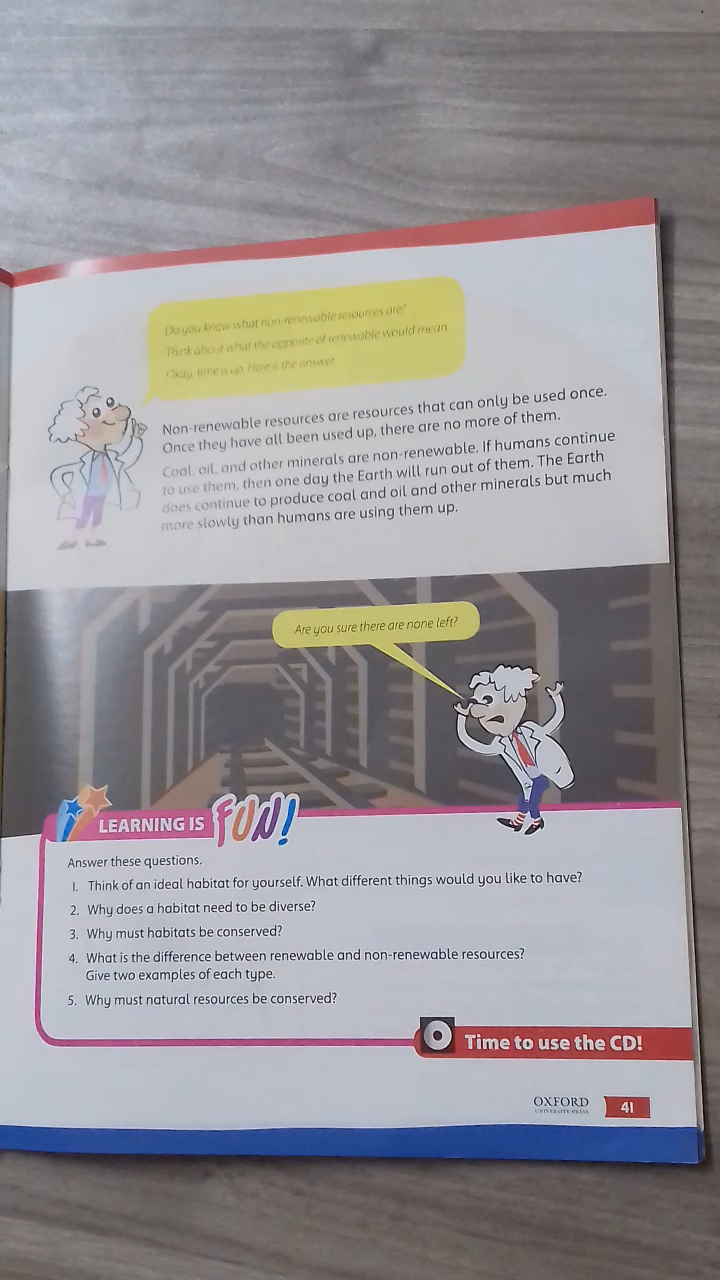 Do you know what non-renewable resources are?
Think about what the opposite of renewable would mean.
Okay, time is up. Here is the answer
Non-renewable resources are resources that can only be used once.
Once they have all been used up, there are no more of them.
Coal, oil, and other minerals are non-renewable. If humans continue
to use them, then one day the Earth will run out of them. The Earth
does continue to produce coal and oil and other minerals but much
more slowly than humans are using them up.
Are you sure there are none left?
LEARNING IS FUN!
Answer these questions.
1. Think of an ideal habitat for yourself. What different things would you like to have?
2. Why does a habitat need to be diverse?
3. Why must habitats be conserved?
4. What is the difference between renewable and non-renewable resources?
Give two examples of each type.
5. Why must natural resources be conserved?
Time to use the CD!
OXFORD
UNIVERSITY PRESS
41